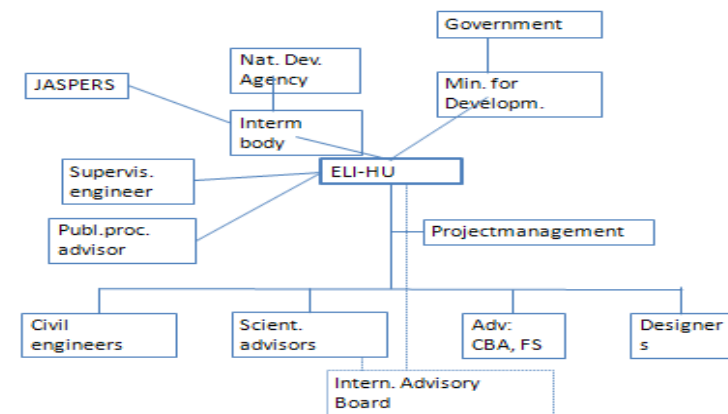 Government
Nat. Dev.
Agency
JASPERS
Min. for
Developm.
Interm
body
Supervis.
engineer
ELI-HU
Publ.proc.
advisor
Projectmanagement
Civil
engineers
Scient.
advisors
Adv:
CBA, FS
Designer
s
Intern. Advisory
Board